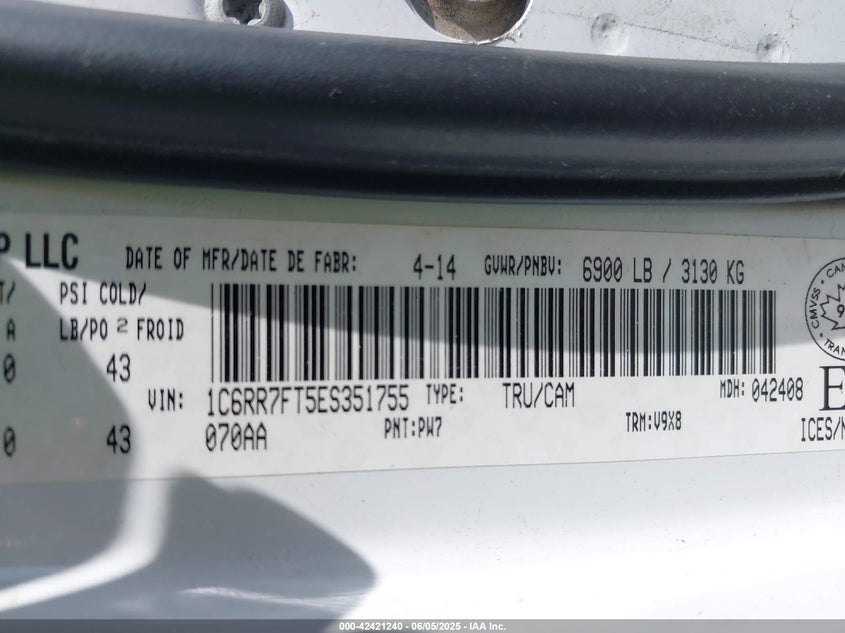 P LLC DATE OF MFR/DATE DE FABR: 4-14 GVWR/PNBV: 6900 LB / 3130 KG
T/ PSI COLD/
A LB/PO 2 FROID
0 43
VIN: 1C6RR7FT5ES351755 TYPE: TRU/CAM MDH: 042408
0 43 070AA PNT:PW7 TRM:V9X8 ICES/
CMVSS
000-42421240 - 06/05/2025 - IAA Inc.